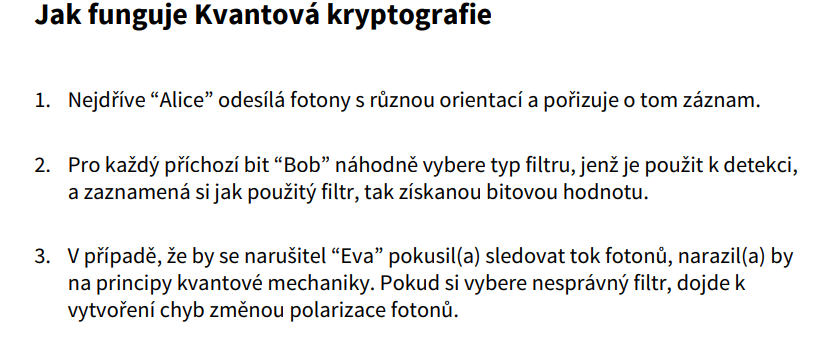 Jak funguje Kvantová kryptografie
1. Nejdříve “Alice” odesílá fotony s různou orientací a pořizuje o tom záznam.
2. Pro každý příchozí bit “Bob” náhodně vybere typ filtru, jenž je použit k detekci,
a zaznamená si jak použitý filtr, tak získanou bitovou hodnotu.
3. V případě, že by se narušitel “Eva” pokusil(a) sledovat tok fotonů, narazil(a) by
na principy kvantové mechaniky. Pokud si vybere nesprávný filtr, dojde k
vytvoření chyb změnou polarizace fotonů.